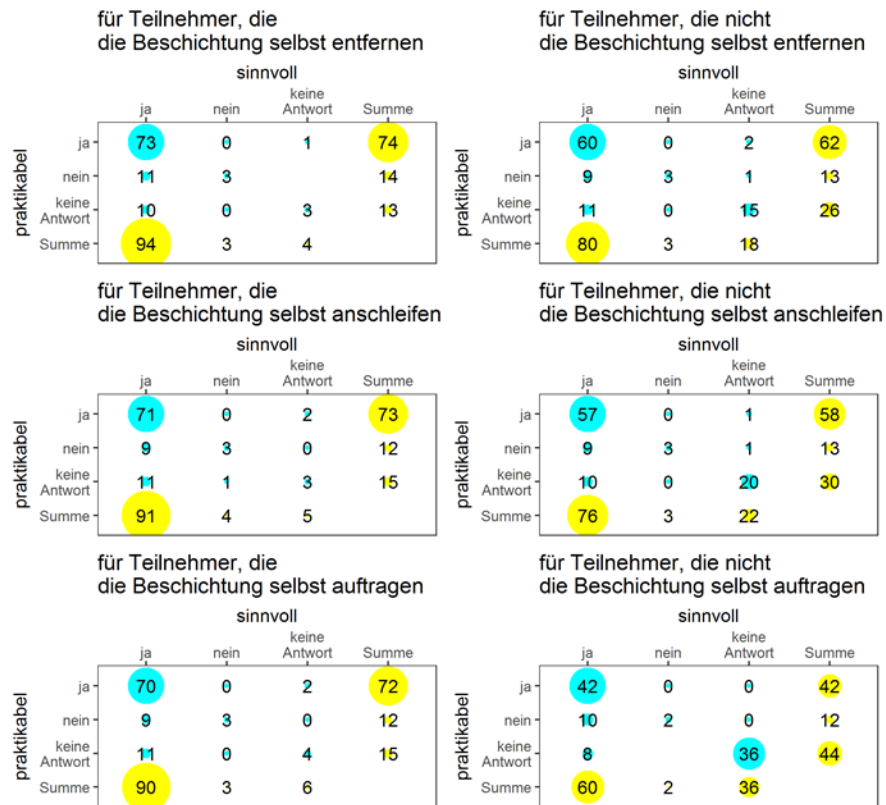 für Teilnehmer, die
die Beschichtung selbst entfernen
sinnvoll
ja nein keine Antwort Summe
praktikabel
ja 73 0 1 74
nein 11 3 14
keine Antwort 10 0 3 13
Summe 94 3 4
für Teilnehmer, die nicht
die Beschichtung selbst entfernen
sinnvoll
ja nein keine Antwort Summe
praktikabel
ja 60 0 2 62
nein 9 3 1 13
keine Antwort 11 0 15 26
Summe 80 3 18
für Teilnehmer, die
die Beschichtung selbst anschleifen
sinnvoll
ja nein keine Antwort Summe
praktikabel
ja 71 0 2 73
nein 9 3 0 12
keine Antwort 11 1 3 15
Summe 91 4 5
für Teilnehmer, die nicht
die Beschichtung selbst anschleifen
sinnvoll
ja nein keine Antwort Summe
praktikabel
ja 57 0 1 58
nein 9 3 1 13
keine Antwort 10 0 20 30
Summe 76 3 22
für Teilnehmer, die
die Beschichtung selbst auftragen
sinnvoll
ja nein keine Antwort Summe
praktikabel
ja 70 0 2 72
nein 9 3 0 12
keine Antwort 11 0 4 15
Summe 90 3 6
für Teilnehmer, die nicht
die Beschichtung selbst auftragen
sinnvoll
ja nein keine Antwort Summe
praktikabel
ja 42 0 0 42
nein 10 2 0 12
keine Antwort 8 36 44
Summe 60 2 36